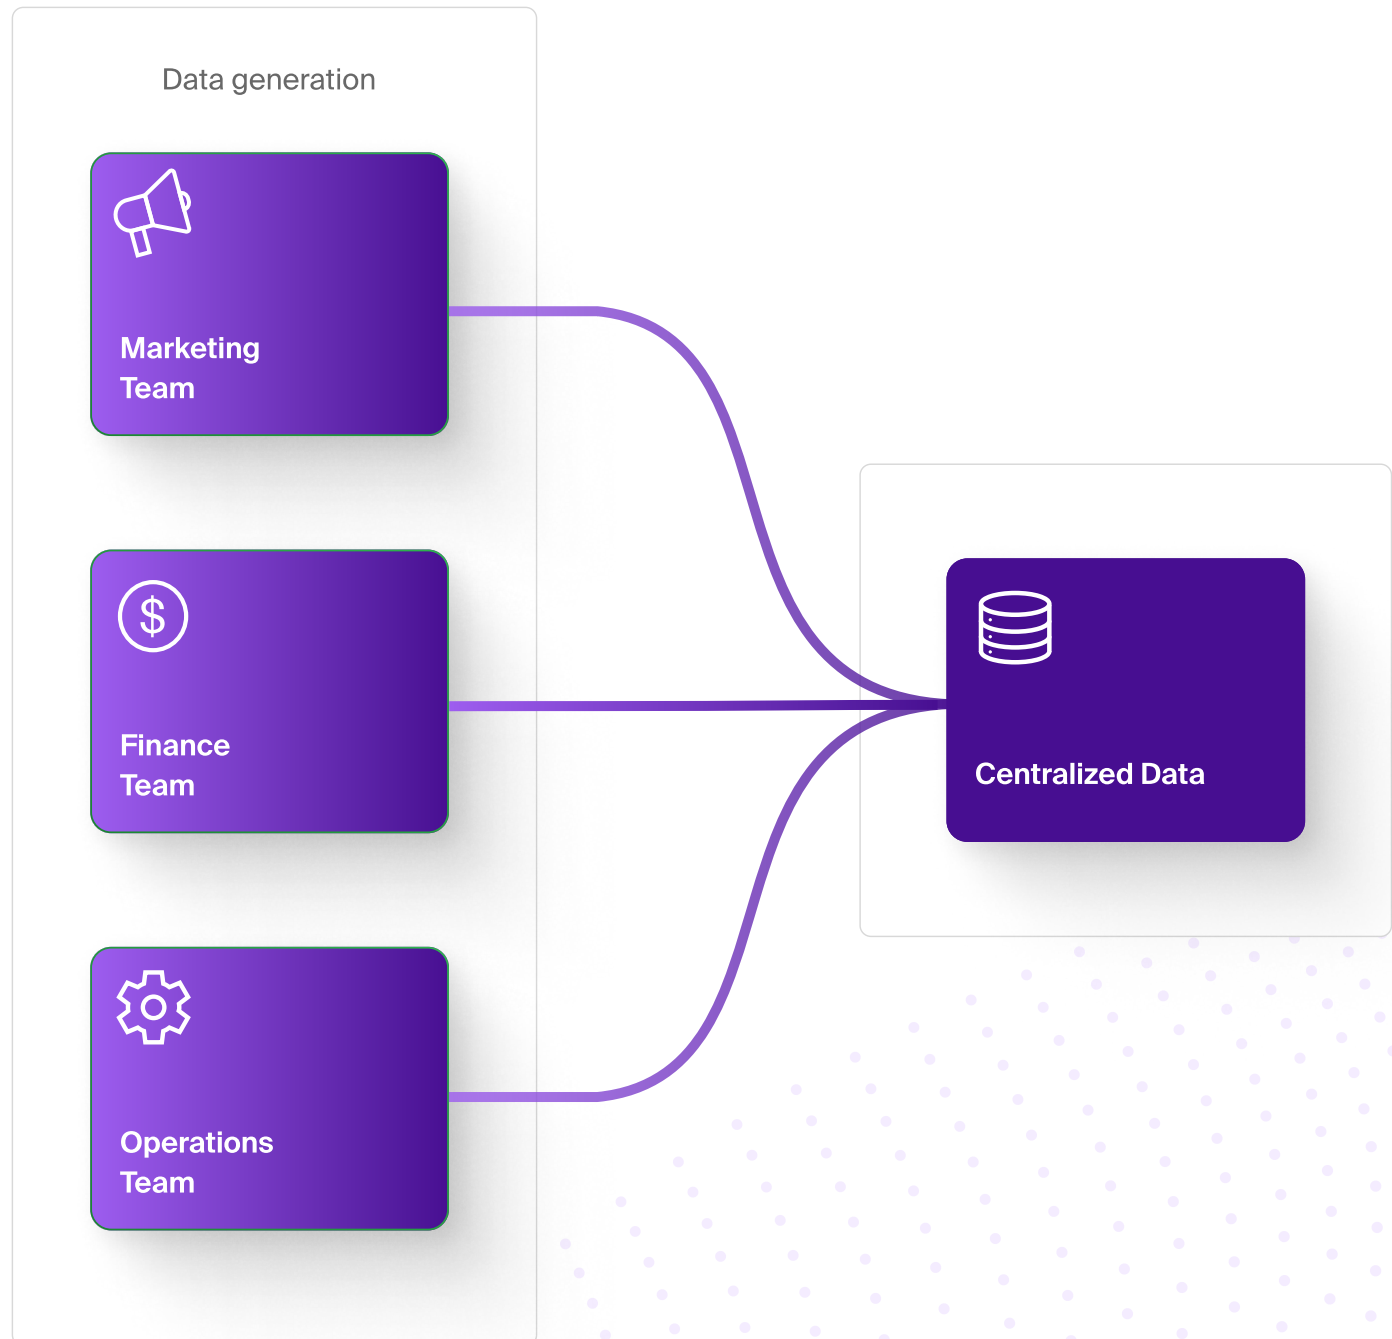 Data generation
Marketing
Team
Finance
Team
Operations
Team
Centralized Data